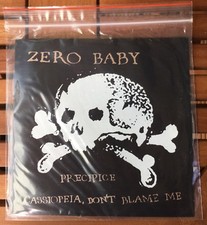 ZERO BABY
PRECIPICE
CASSIOPEIA, DON'T BLAME ME